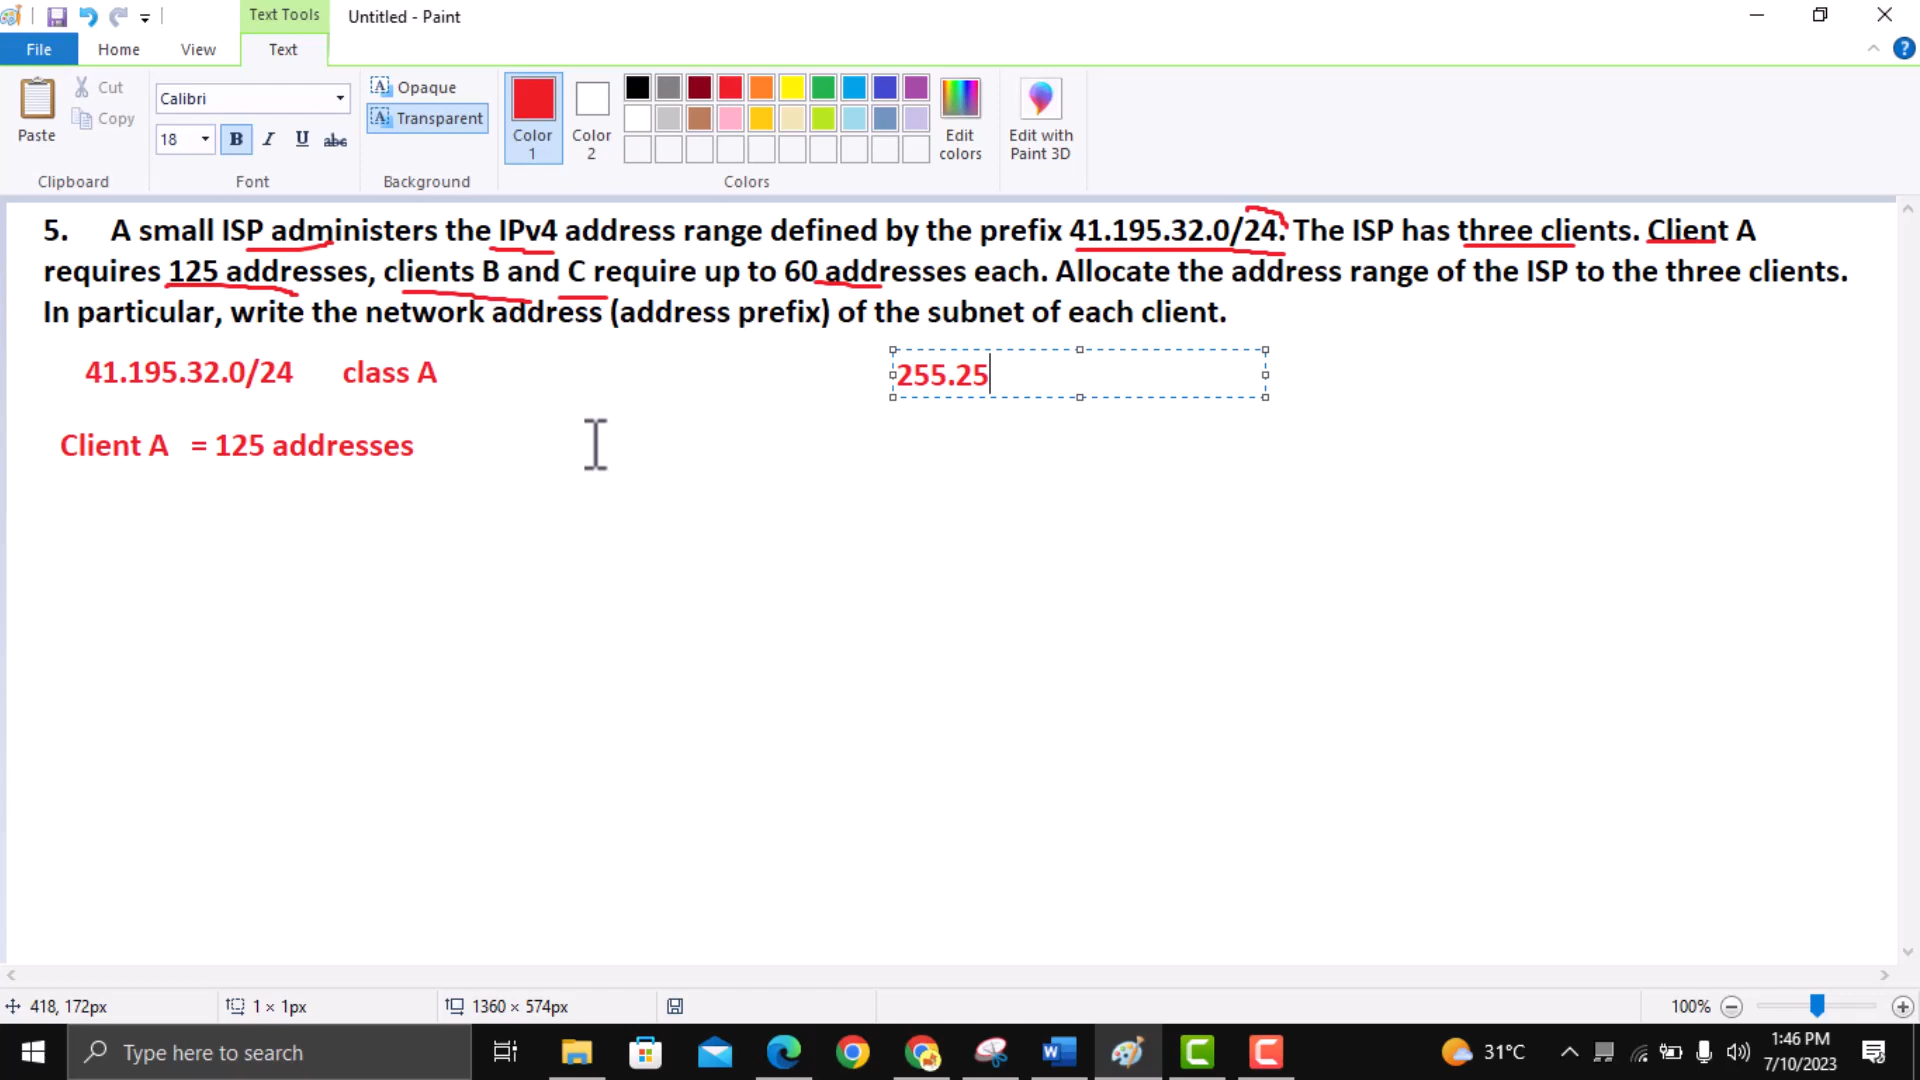 Text Tools
Untitled - Paint
File
Home
View
Text
Paste
Cut
Copy
Clipboard
Calibri
18
B
I
U
abc
Font
A Opaque
A Transparent
Background
Color 1
Color 2
Edit colors
Colors
Edit with Paint 3D
5. A small ISP administers the IPv4 address range defined by the prefix 41.195.32.0/24. The ISP has three clients. Client A
requires 125 addresses, clients B and C require up to 60 addresses each. Allocate the address range of the ISP to the three clients.
In particular, write the network address (address prefix) of the subnet of each client.
41.195.32.0/24 class A
255.25
Client A = 125 addresses
418, 172px
1 × 1px
1360 × 574px
100%
Type here to search
31°C
1:46 PM
7/10/2023